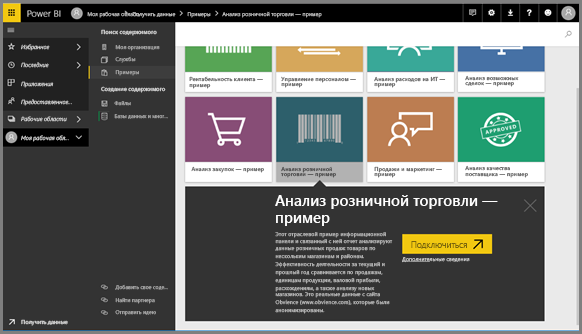 Power BI
Моя рабочая об... > Получить данные > Примеры > Анализ розничной торговли — пример
Избранное
Последние
Приложения
Предоставленное...
Рабочие области
Моя рабочая обл...
Получить данные
Поиск содержимого
Моя организация
Службы
Примеры
Создание содержимого
Файлы
Базы данных и мног...
Добавить свое соде...
Найти партнера
Отправить идею
Рентабельность клиента —
пример
Управление персоналом —
пример
Анализ расходов на ИТ —
пример
Анализ возможных
сделок — пример
Анализ закупок — пример
Анализ розничной
торговли — пример
Продажи и маркетинг —
пример
APPROVED
Анализ качества
поставщика — пример
Анализ розничной торговли —
пример
Этот отраслевой пример информационной
панели и связанный с ней отчет анализируют
данные розничных продаж товаров по
нескольким магазинам и районам.
Эффективность деятельности за текущий и
прошлый год сравнивается по продажам,
единицам продукции, валовой прибыли,
расхождениям, а также анализу новых
магазинов. Это реальные данные с сайта
Obvience (www.obvience.com), которые были
анонимизированы.
Подключиться
Дополнительные сведения